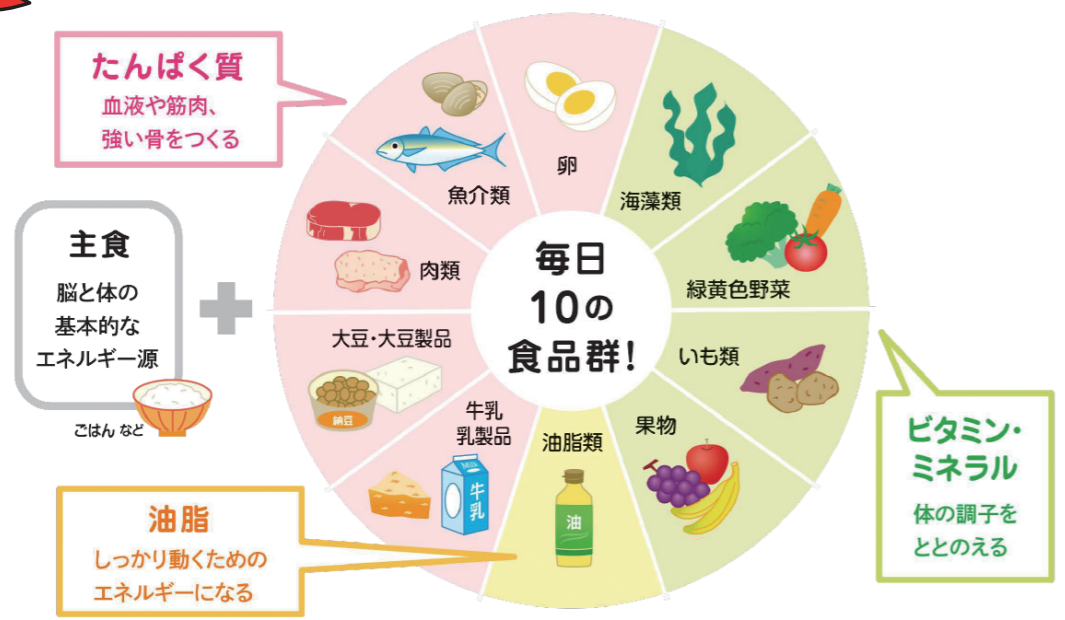 たんぱく質
血液や筋肉、
強い骨をつくる
主食
脳と体の
基本的な
エネルギー源
ごはん など
毎日
10の
食品群!
卵
海藻類
緑黄色野菜
いも類
果物
油脂類
油
牛乳
乳製品
MILK
牛乳
大豆・大豆製品
納豆
肉類
魚介類
油脂
しっかり動くための
エネルギーになる
ビタミン・
ミネラル
体の調子を
ととのえる